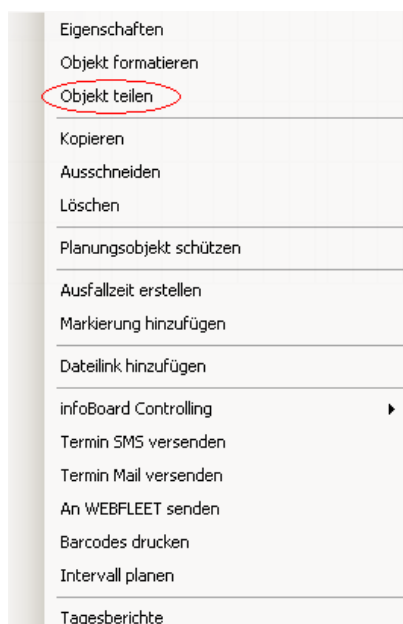 Eigenschaften
Objekt formatieren
Objekt teilen
Kopieren
Ausschneiden
Löschen
Planungsobjekt schützen
Ausfallzeit erstellen
Markierung hinzufügen
Dateilink hinzufügen
infoBoard Controlling
Termin SMS versenden
Termin Mail versenden
An WEBFLEET senden
Barcodes drucken
Intervall planen
Tagesberichte